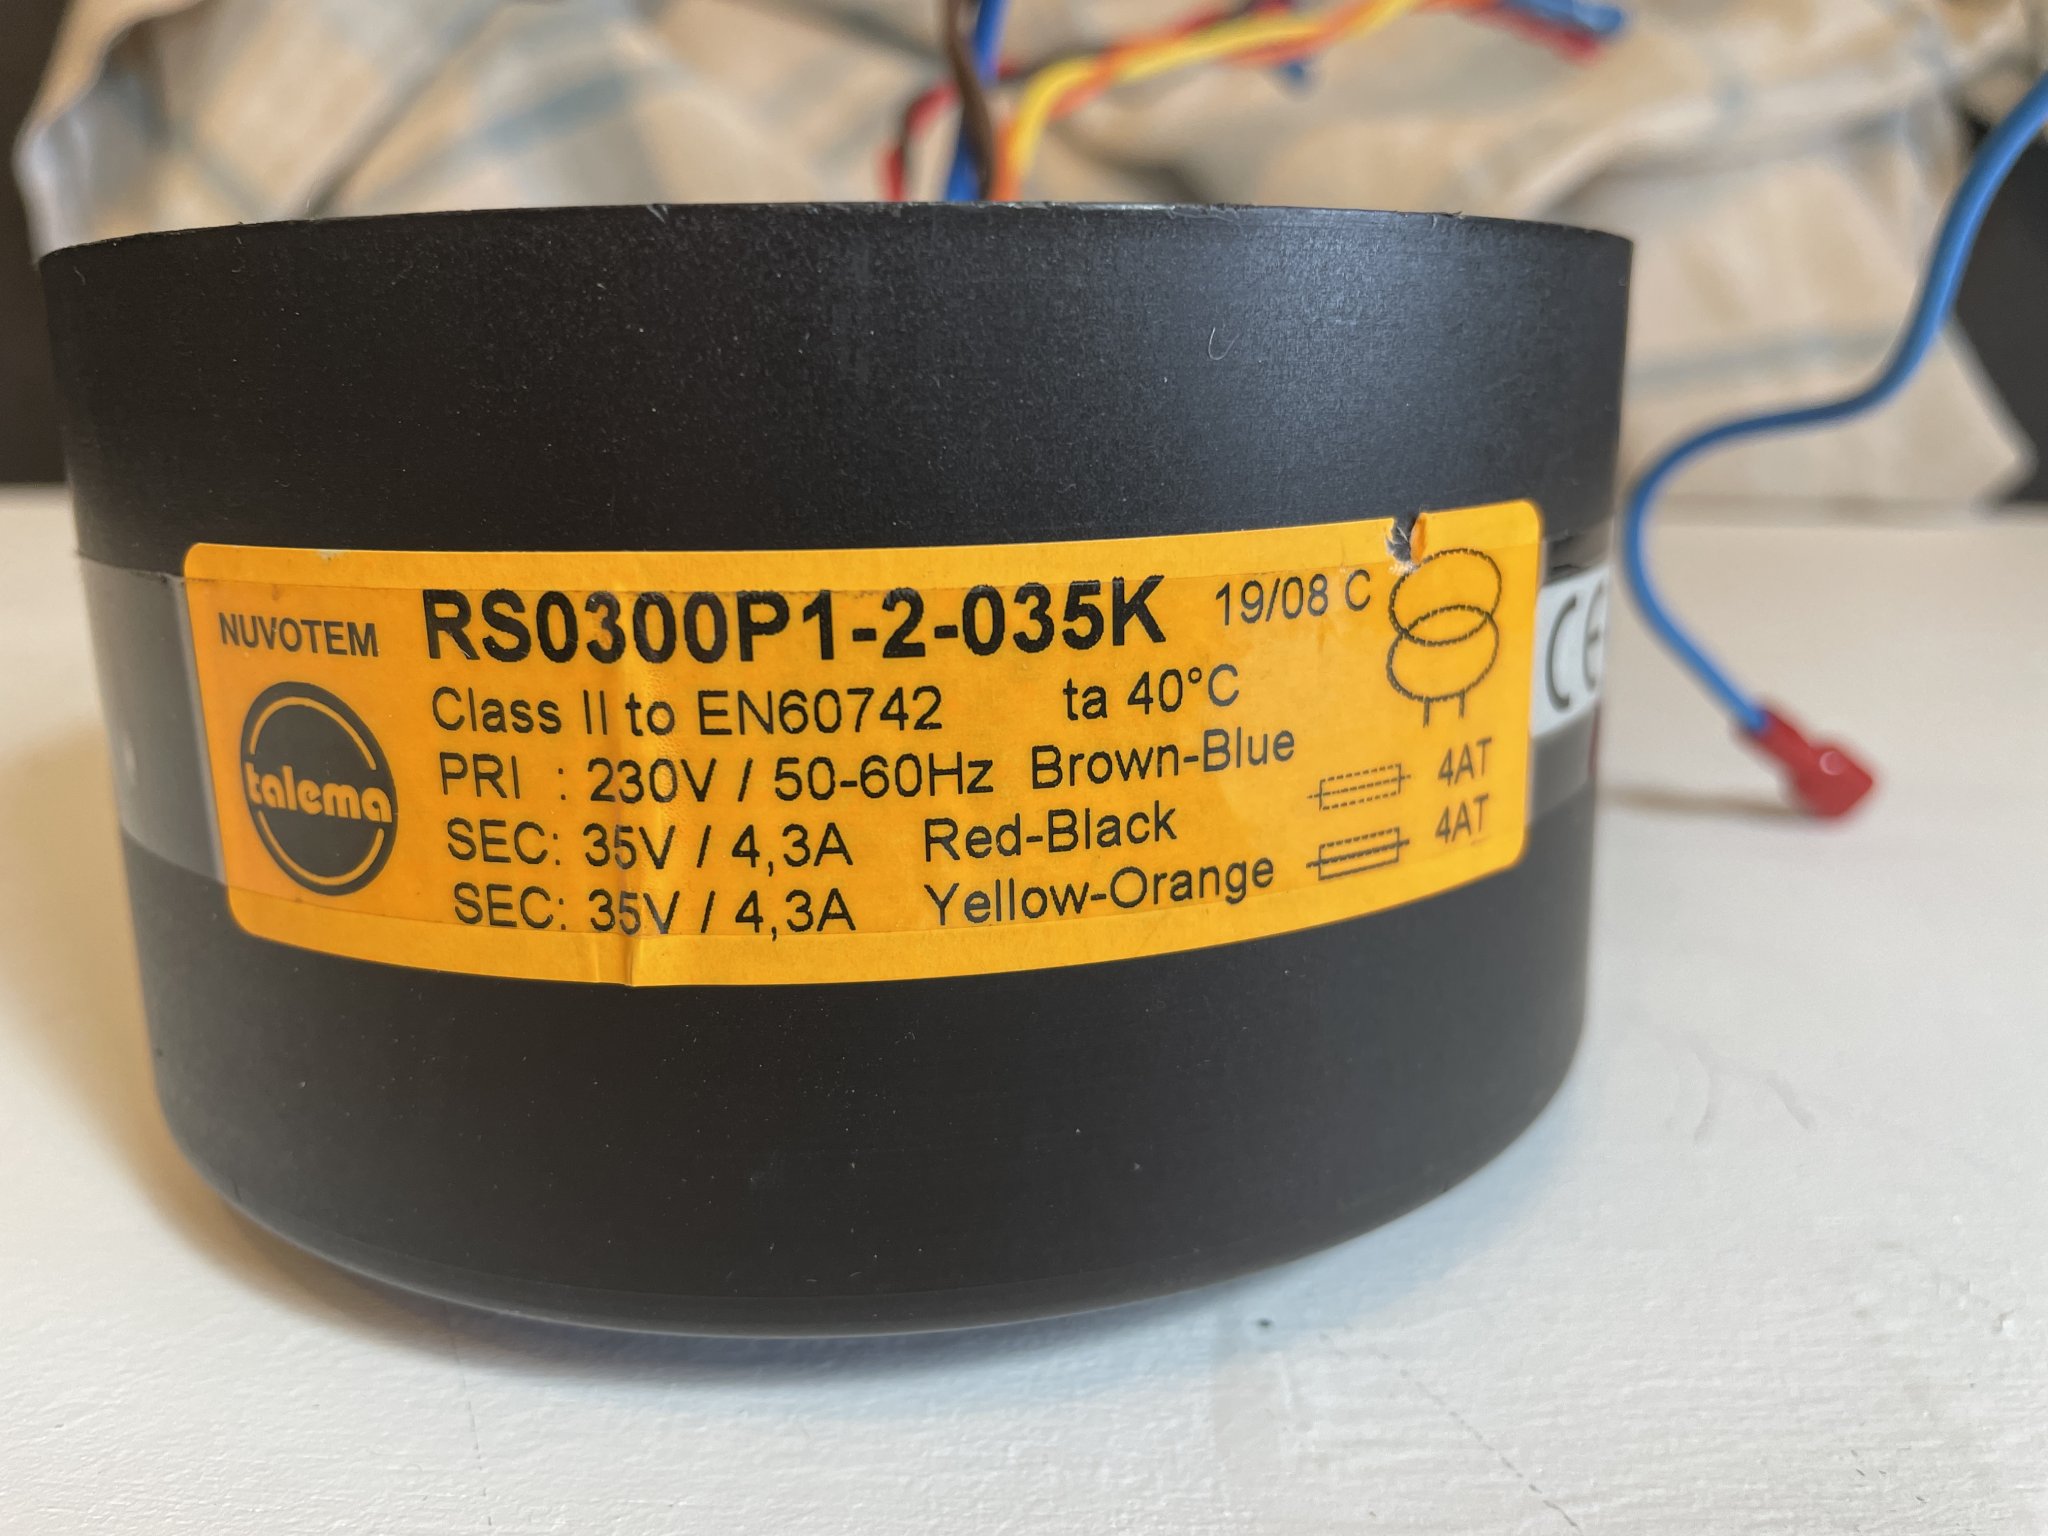 NUVOTEM
RS0300P1-2-035K
19/08 C
talema
Class II to EN60742 ta 40°C
PRI : 230V / 50-60Hz Brown-Blue
SEC: 35V / 4,3A Red-Black 4AT
SEC: 35V / 4,3A Yellow-Orange 4AT
CE